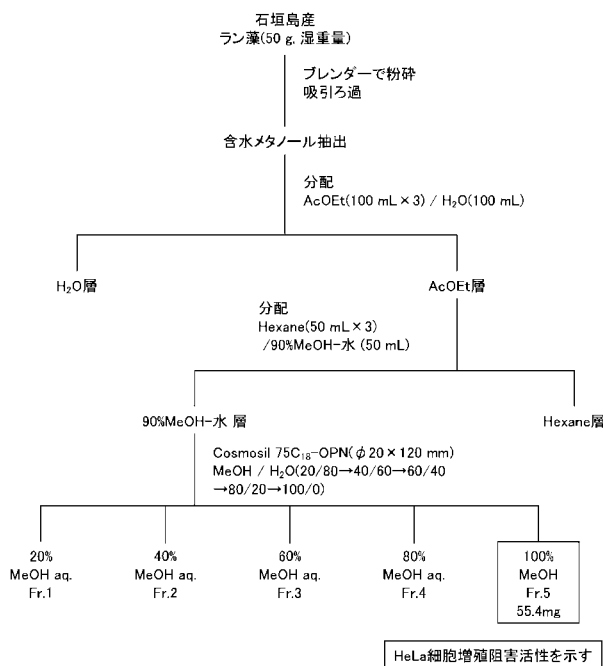 石垣島産
ラン藻(50 g, 湿重量)
ブレンダーで粉砕
吸引ろ過
含水メタノール抽出
分配
AcOEt(100 mL×3) / H₂O(100 mL)
H₂O層
AcOEt層
分配
Hexane(50 mL×3)
/90%MeOH-水 (50 mL)
90%MeOH-水 層
Hexane層
Cosmosil 75C₁₈-OPN(φ20×120 mm)
MeOH / H₂O(20/80→40/60→60/40
→80/20→100/0)
20%
MeOH aq.
Fr.1
40%
MeOH aq.
Fr.2
60%
MeOH aq.
Fr.3
80%
MeOH aq.
Fr.4
100%
MeOH
Fr.5
55.4mg
HeLa細胞増殖阻害活性を示す